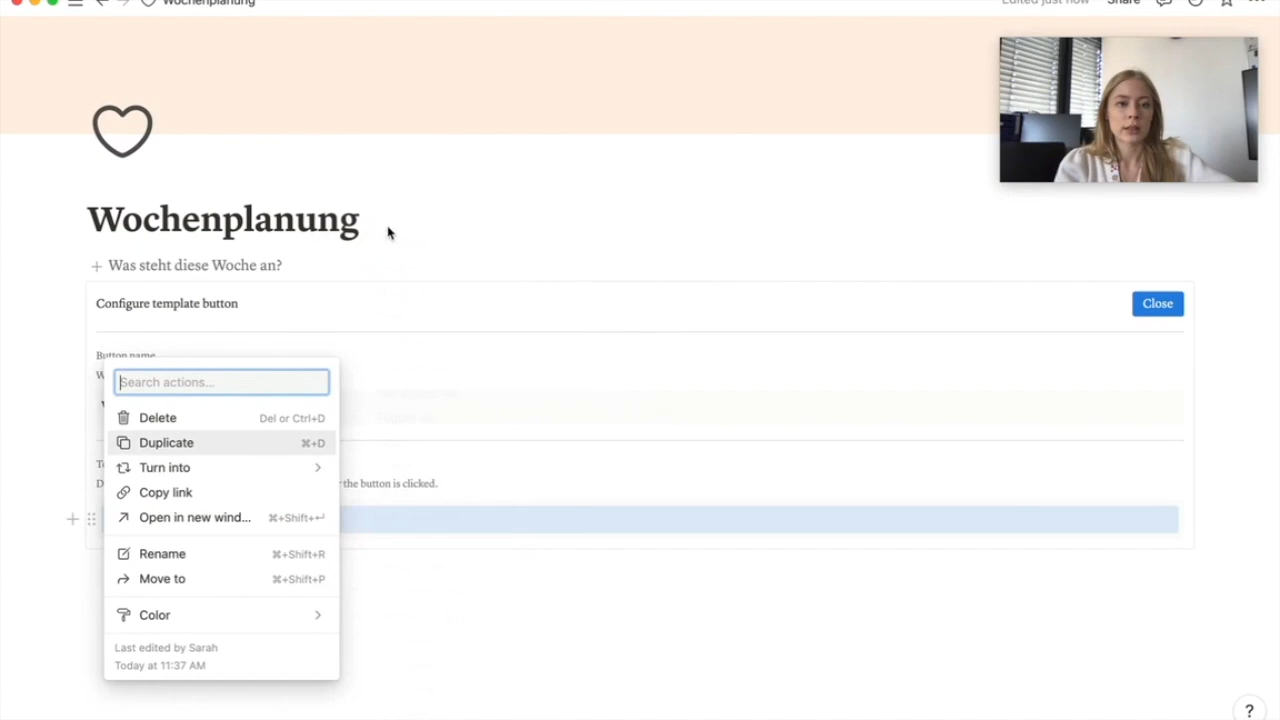 Wochenplanung
Edited just now Share
Wochenplanung
+ Was steht diese Woche an?
Configure template button
Close
Button name
W
Search actions...
Delete Del or Ctrl+D
Duplicate ⌘+D
Turn into
Copy link
the button is clicked.
Open in new wind... ⌘+Shift+↵
Rename ⌘+Shift+R
Move to ⌘+Shift+P
Color
Last edited by Sarah
Today at 11:37 AM
?